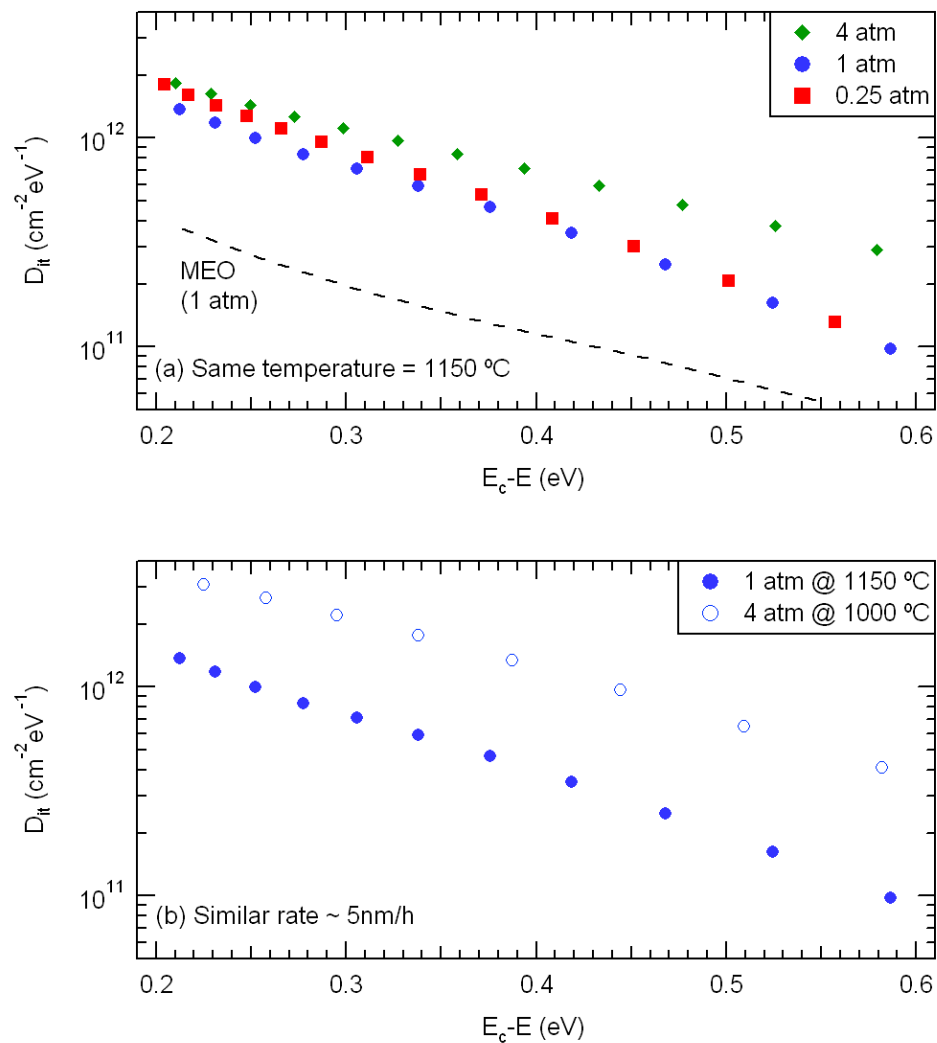 4 atm
1 atm
0.25 atm
10^12
10^11
D_it (cm^-2 eV^-1)
MEO
(1 atm)
(a) Same temperature = 1150 ºC
0.2 0.3 0.4 0.5 0.6
E_c-E (eV)
1 atm @ 1150 ºC
4 atm @ 1000 ºC
10^12
10^11
D_it (cm^-2 eV^-1)
(b) Similar rate ~ 5nm/h
0.2 0.3 0.4 0.5 0.6
E_c-E (eV)